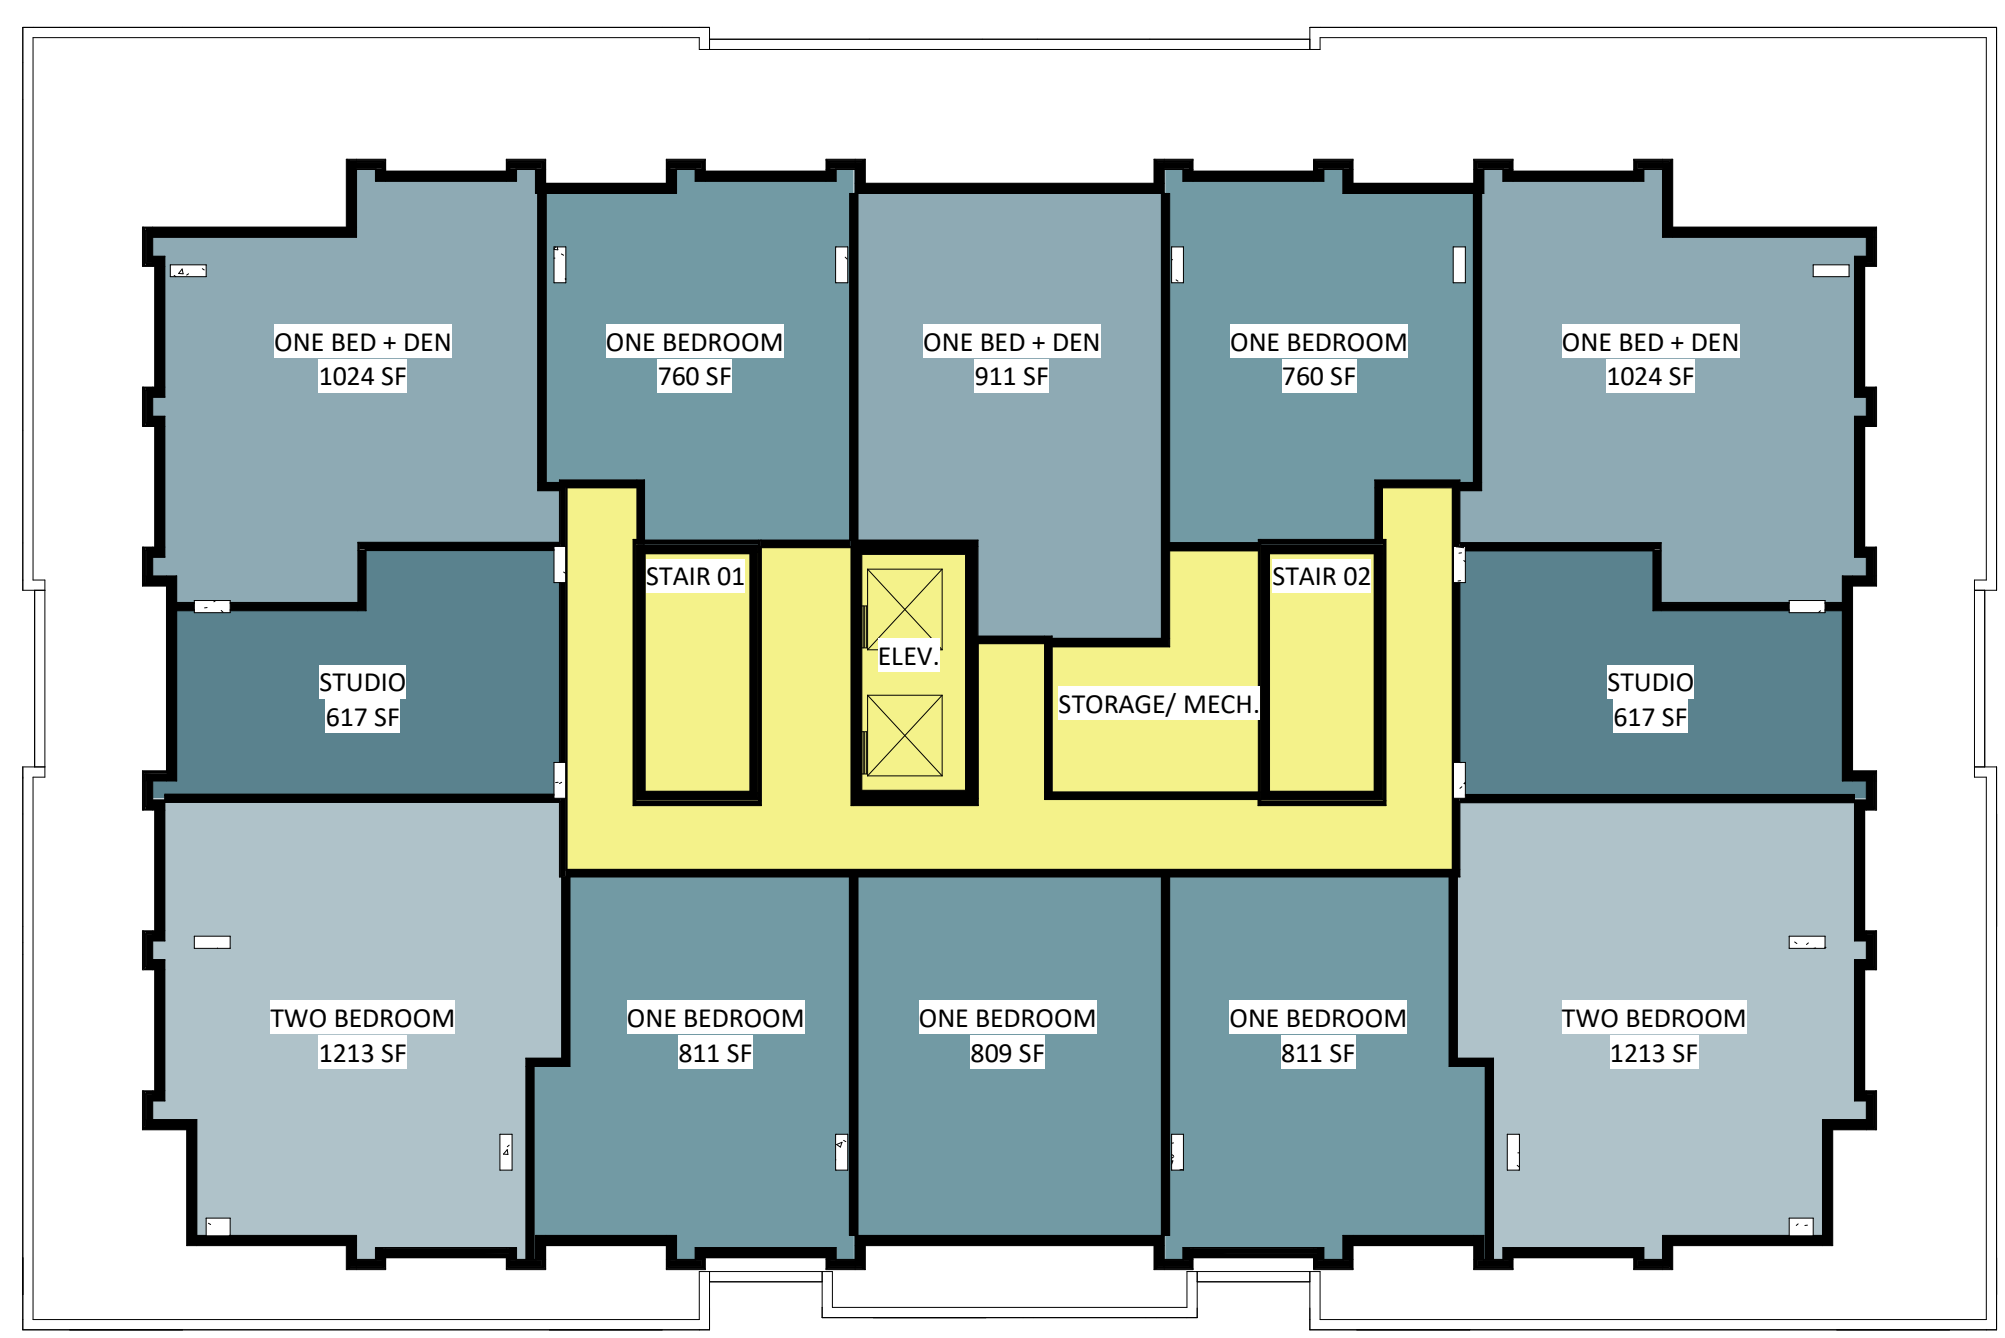 ONE BED + DEN
1024 SF
ONE BEDROOM
760 SF
ONE BED + DEN
911 SF
ONE BEDROOM
760 SF
ONE BED + DEN
1024 SF
STAIR 01
STAIR 02
ELEV.
STORAGE/ MECH.
STUDIO
617 SF
STUDIO
617 SF
TWO BEDROOM
1213 SF
ONE BEDROOM
811 SF
ONE BEDROOM
809 SF
ONE BEDROOM
811 SF
TWO BEDROOM
1213 SF